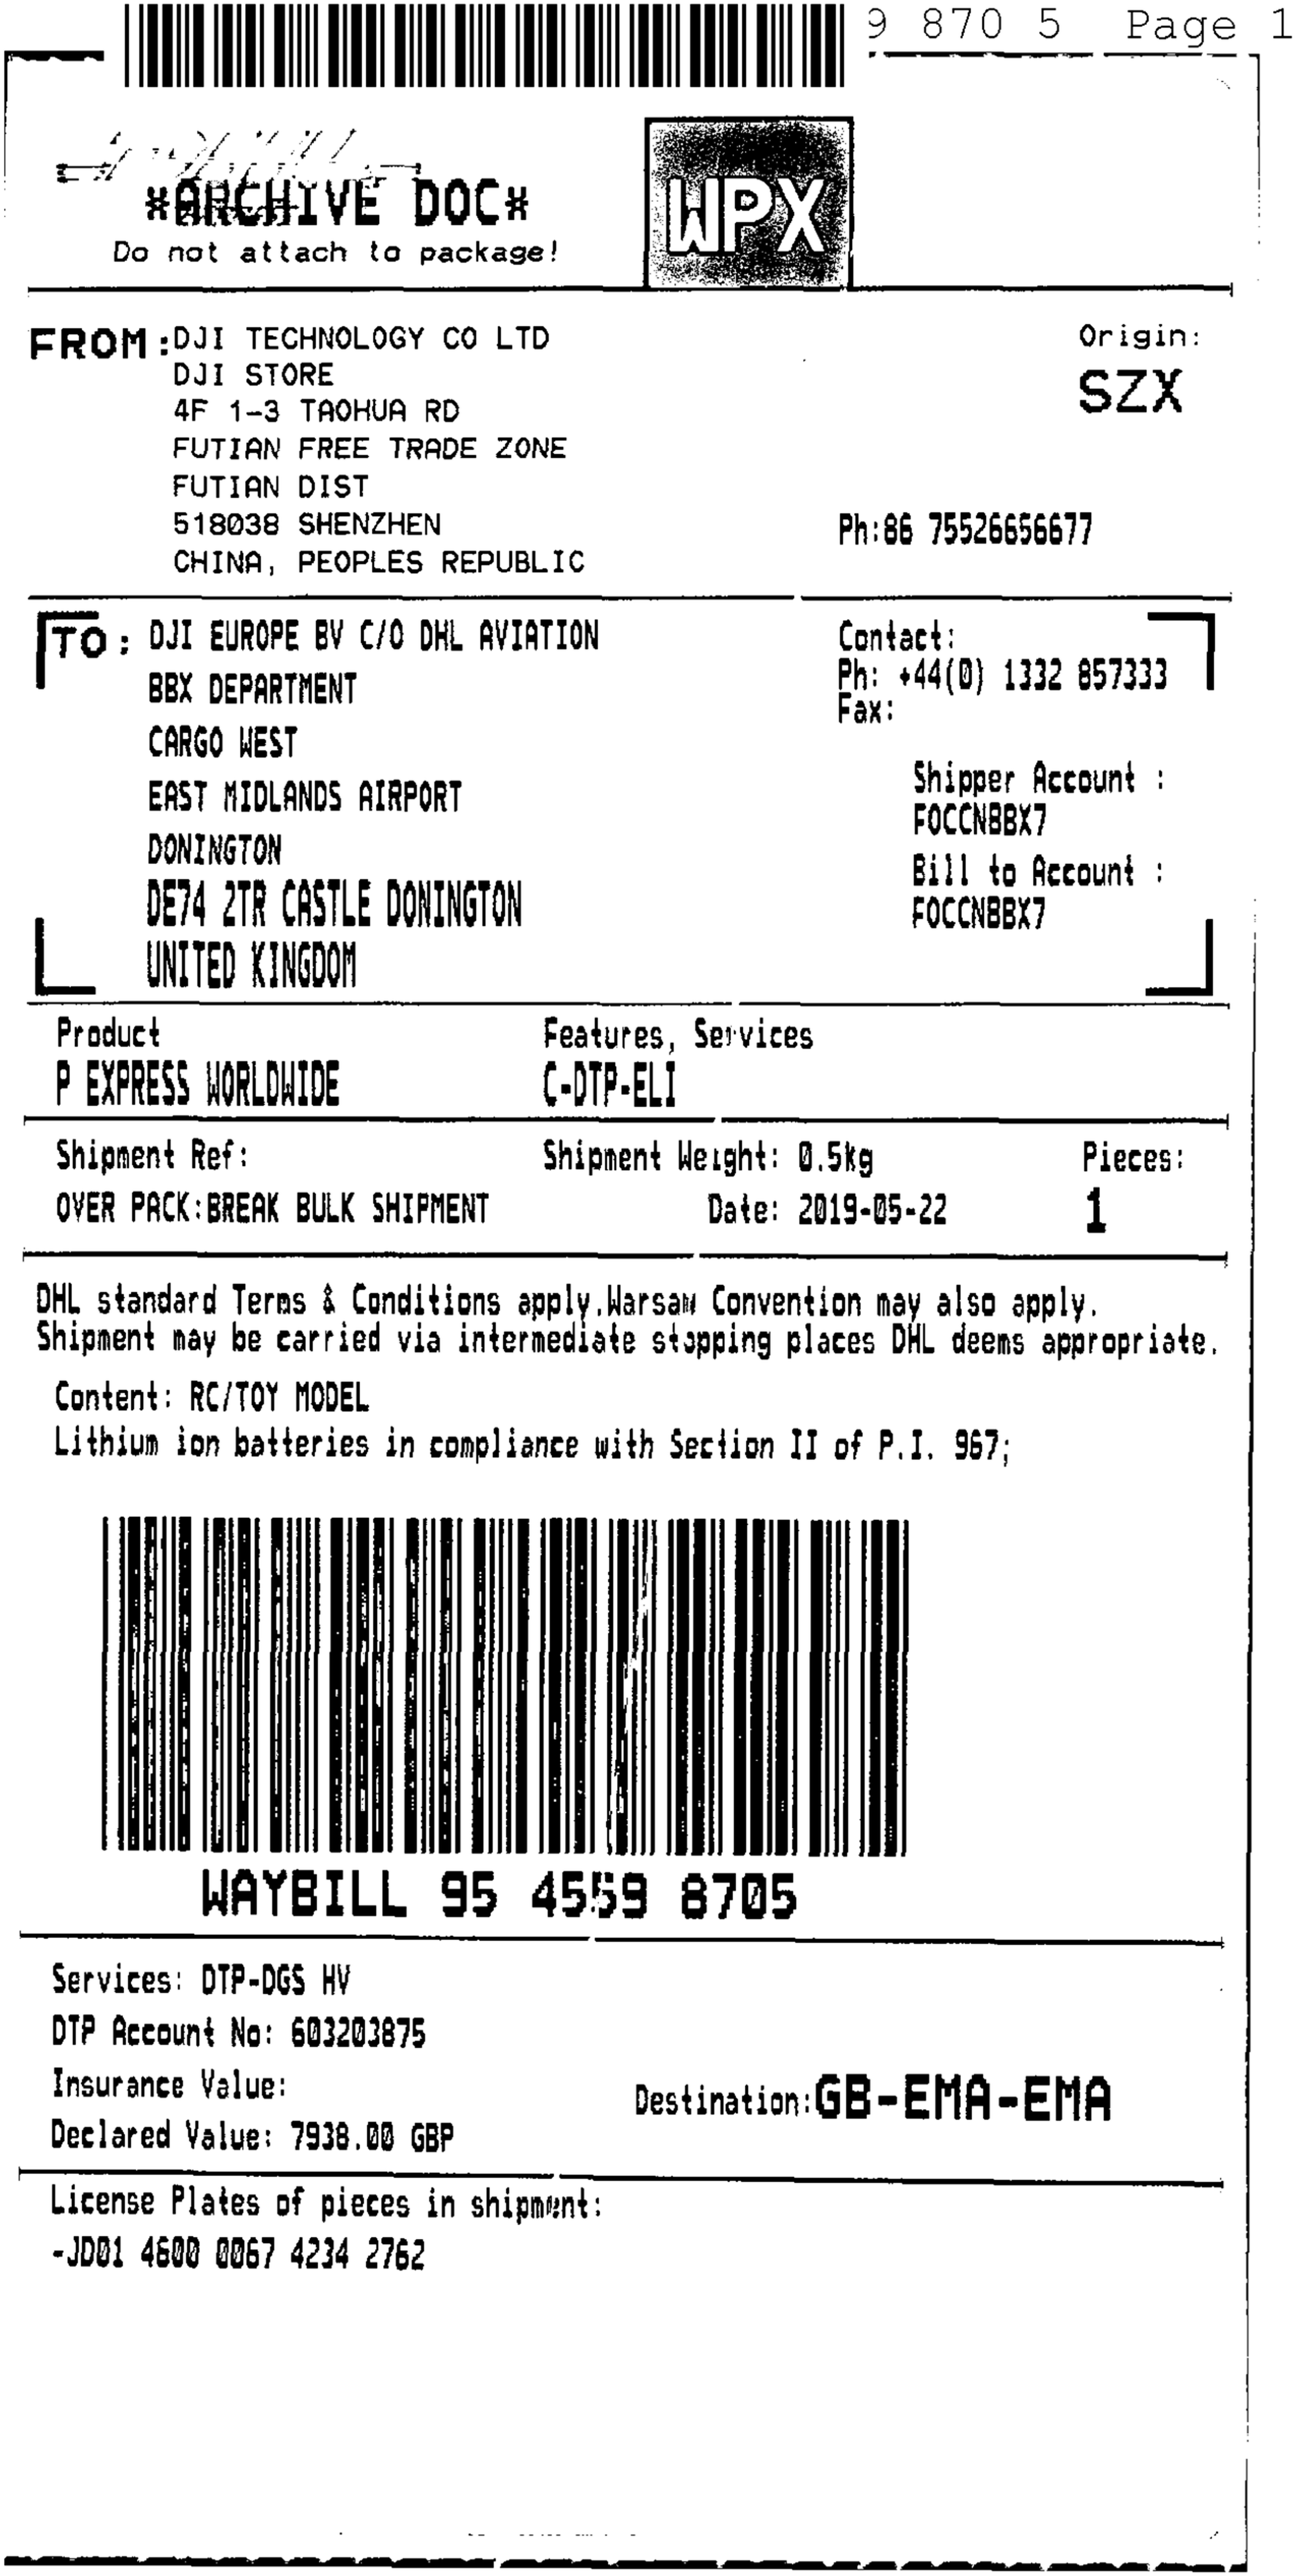 9 870 5 Page 1
*ARCHIVE DOC*
Do not attach to package!
WPX
FROM:DJI TECHNOLOGY CO LTD
DJI STORE
4F 1-3 TAOHUA RD
FUTIAN FREE TRADE ZONE
FUTIAN DIST
518038 SHENZHEN
CHINA, PEOPLES REPUBLIC
Origin:
SZX
Ph:86 75526656677
TO: DJI EUROPE BV C/O DHL AVIATION
BBX DEPARTMENT
CARGO WEST
EAST MIDLANDS AIRPORT
DONINGTON
DE74 2TR CASTLE DONINGTON
UNITED KINGDOM
Contact:
Ph: +44(0) 1332 857333
Fax:
Shipper Account :
FOCCNBBX7
Bill to Account :
FOCCNBBX7
Product
P EXPRESS WORLDWIDE
Features, Services
C-DTP-ELI
Shipment Ref:
OVER PACK:BREAK BULK SHIPMENT
Shipment Weight: 0.5kg
Date: 2019-05-22
Pieces:
1
DHL standard Terms & Conditions apply.Warsaw Convention may also apply.
Shipment may be carried via intermediate stopping places DHL deems appropriate.
Content: RC/TOY MODEL
Lithium ion batteries in compliance with Section II of P.I. 967;
WAYBILL 95 4559 8705
Services: DTP-DGS HV
DTP Account No: 603203875
Insurance Value:
Declared Value: 7938.00 GBP
Destination:GB-EMA-EMA
License Plates of pieces in shipment:
-JD01 4600 0067 4234 2762